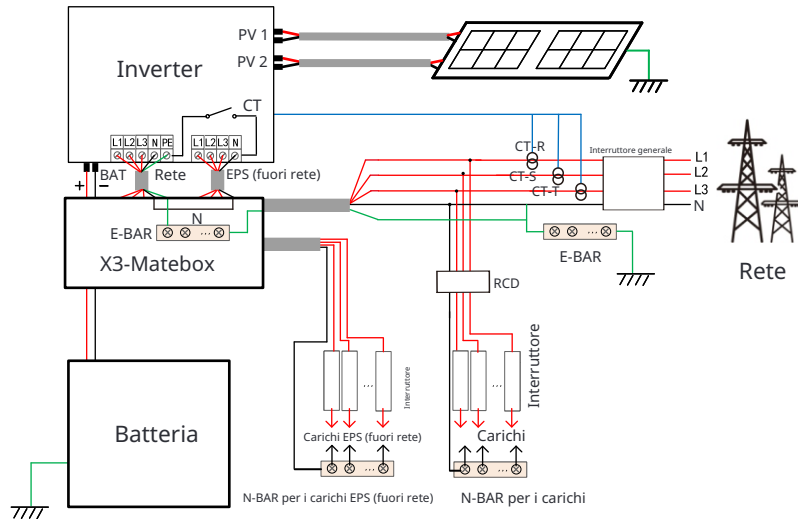 PV 1
PV 2
Inverter
CT
L1 L2 L3 N PE
L1 L2 L3 N
+
BAT
−
Rete
EPS (fuori rete)
CT-R
CT-S
CT-T
Interruttore generale
L1
L2
L3
N
N
E-BAR
...
X3-Matebox
...
E-BAR
Rete
RCD
...
Interruttore
...
Interruttore
Carichi EPS (fuori rete)
Carichi
Batteria
...
N-BAR per i carichi EPS (fuori rete)
...
N-BAR per i carichi